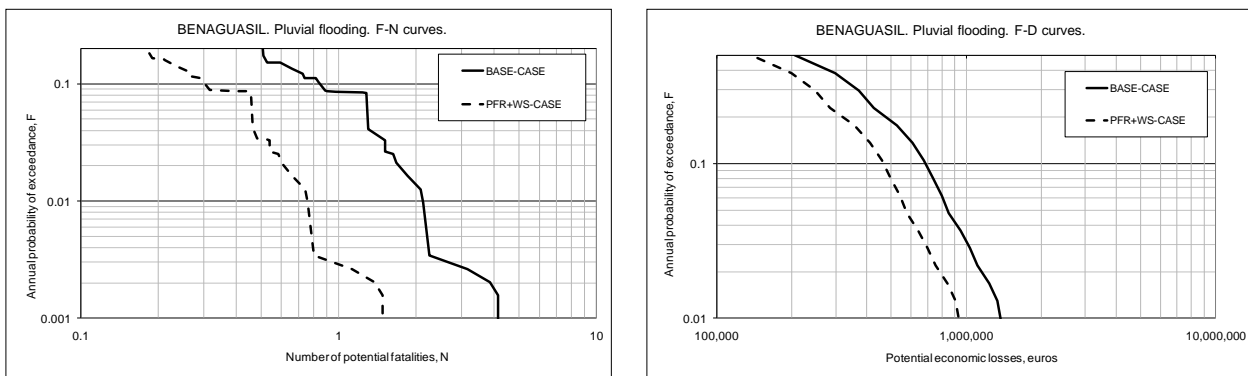 BENAGUASIL. Pluvial flooding. F-N curves.
BASE-CASE
PFR+WS-CASE
Annual probability of exceedance, F
0.1
0.01
0.001
0.1 1 10
Number of potential fatalities, N
BENAGUASIL. Pluvial flooding. F-D curves.
BASE-CASE
PFR+WS-CASE
Annual probability of exceedance, F
0.1
0.01
100,000 1,000,000 10,000,000
Potential economic losses, euros